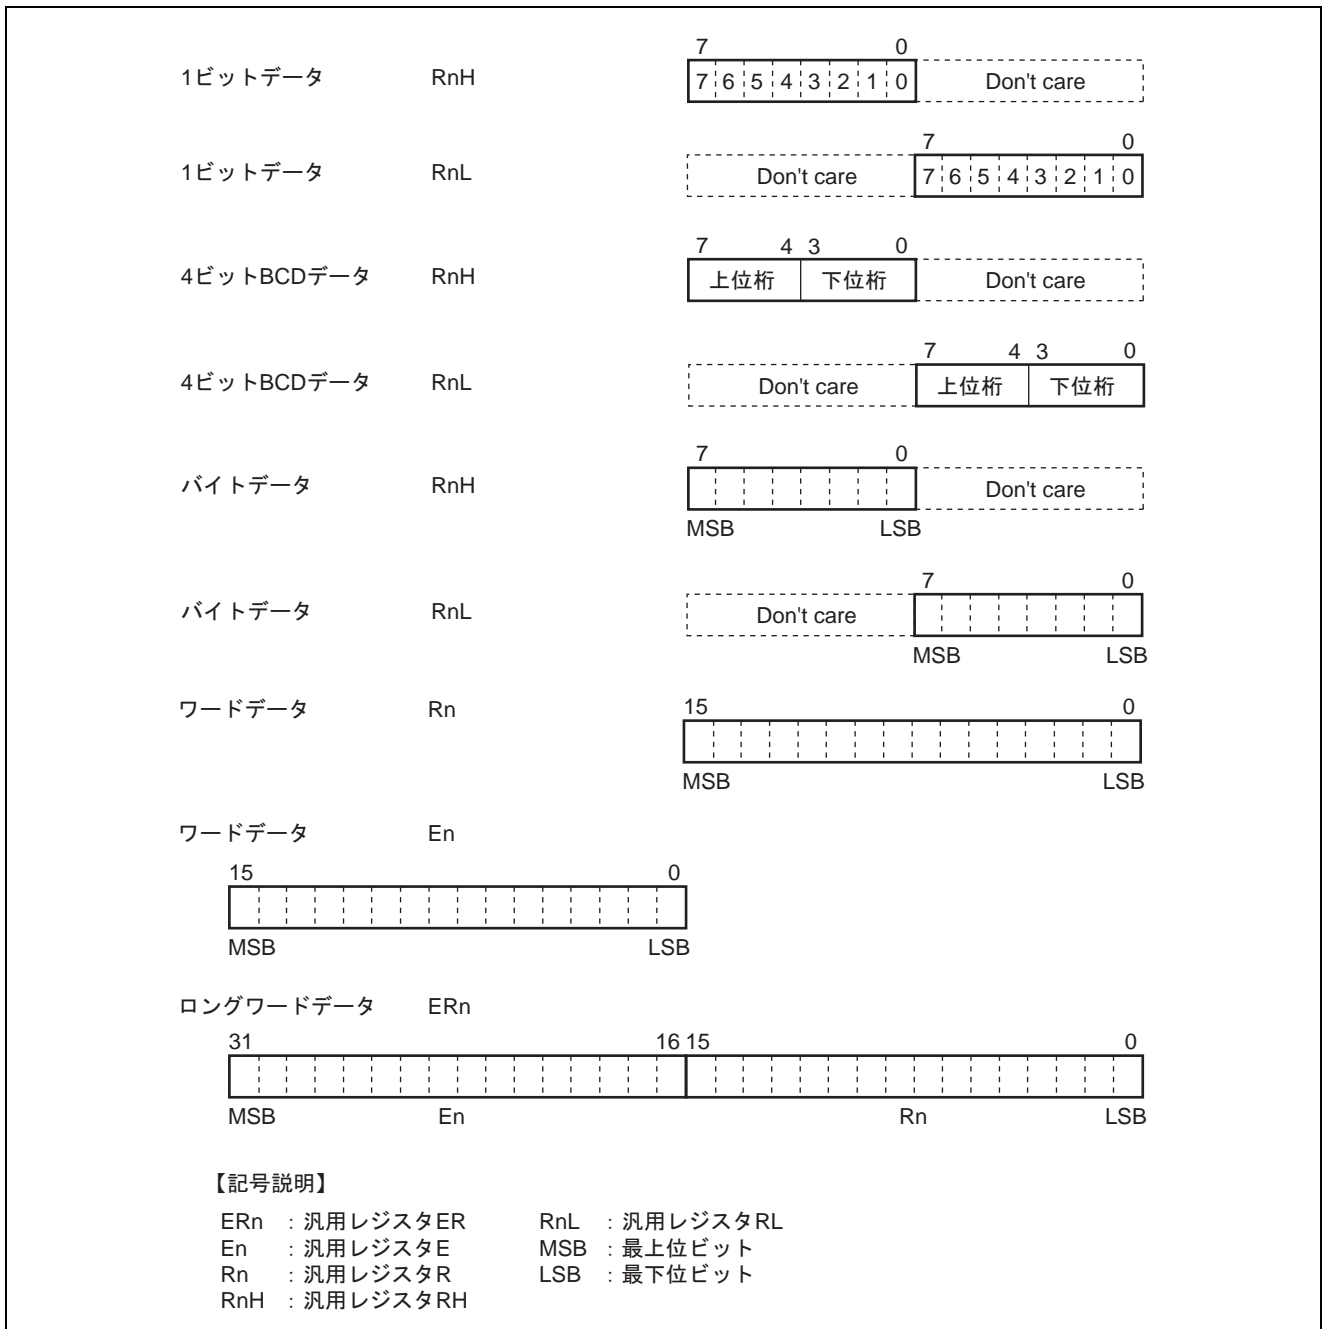 7 0
1ビットデータ RnH 7 6 5 4 3 2 1 0 Don't care
7 0
1ビットデータ RnL Don't care 7 6 5 4 3 2 1 0
7 4 3 0
4ビットBCDデータ RnH 上位桁 下位桁 Don't care
7 4 3 0
4ビットBCDデータ RnL Don't care 上位桁 下位桁
7 0
バイトデータ RnH Don't care
MSB LSB
7 0
バイトデータ RnL Don't care
MSB LSB
ワードデータ Rn 15 0
MSB LSB
ワードデータ En
15 0
MSB LSB
ロングワードデータ ERn
31 16 15 0
MSB En Rn LSB
【記号説明】
ERn : 汎用レジスタER RnL : 汎用レジスタRL
En : 汎用レジスタE MSB : 最上位ビット
Rn : 汎用レジスタR LSB : 最下位ビット
RnH : 汎用レジスタRH